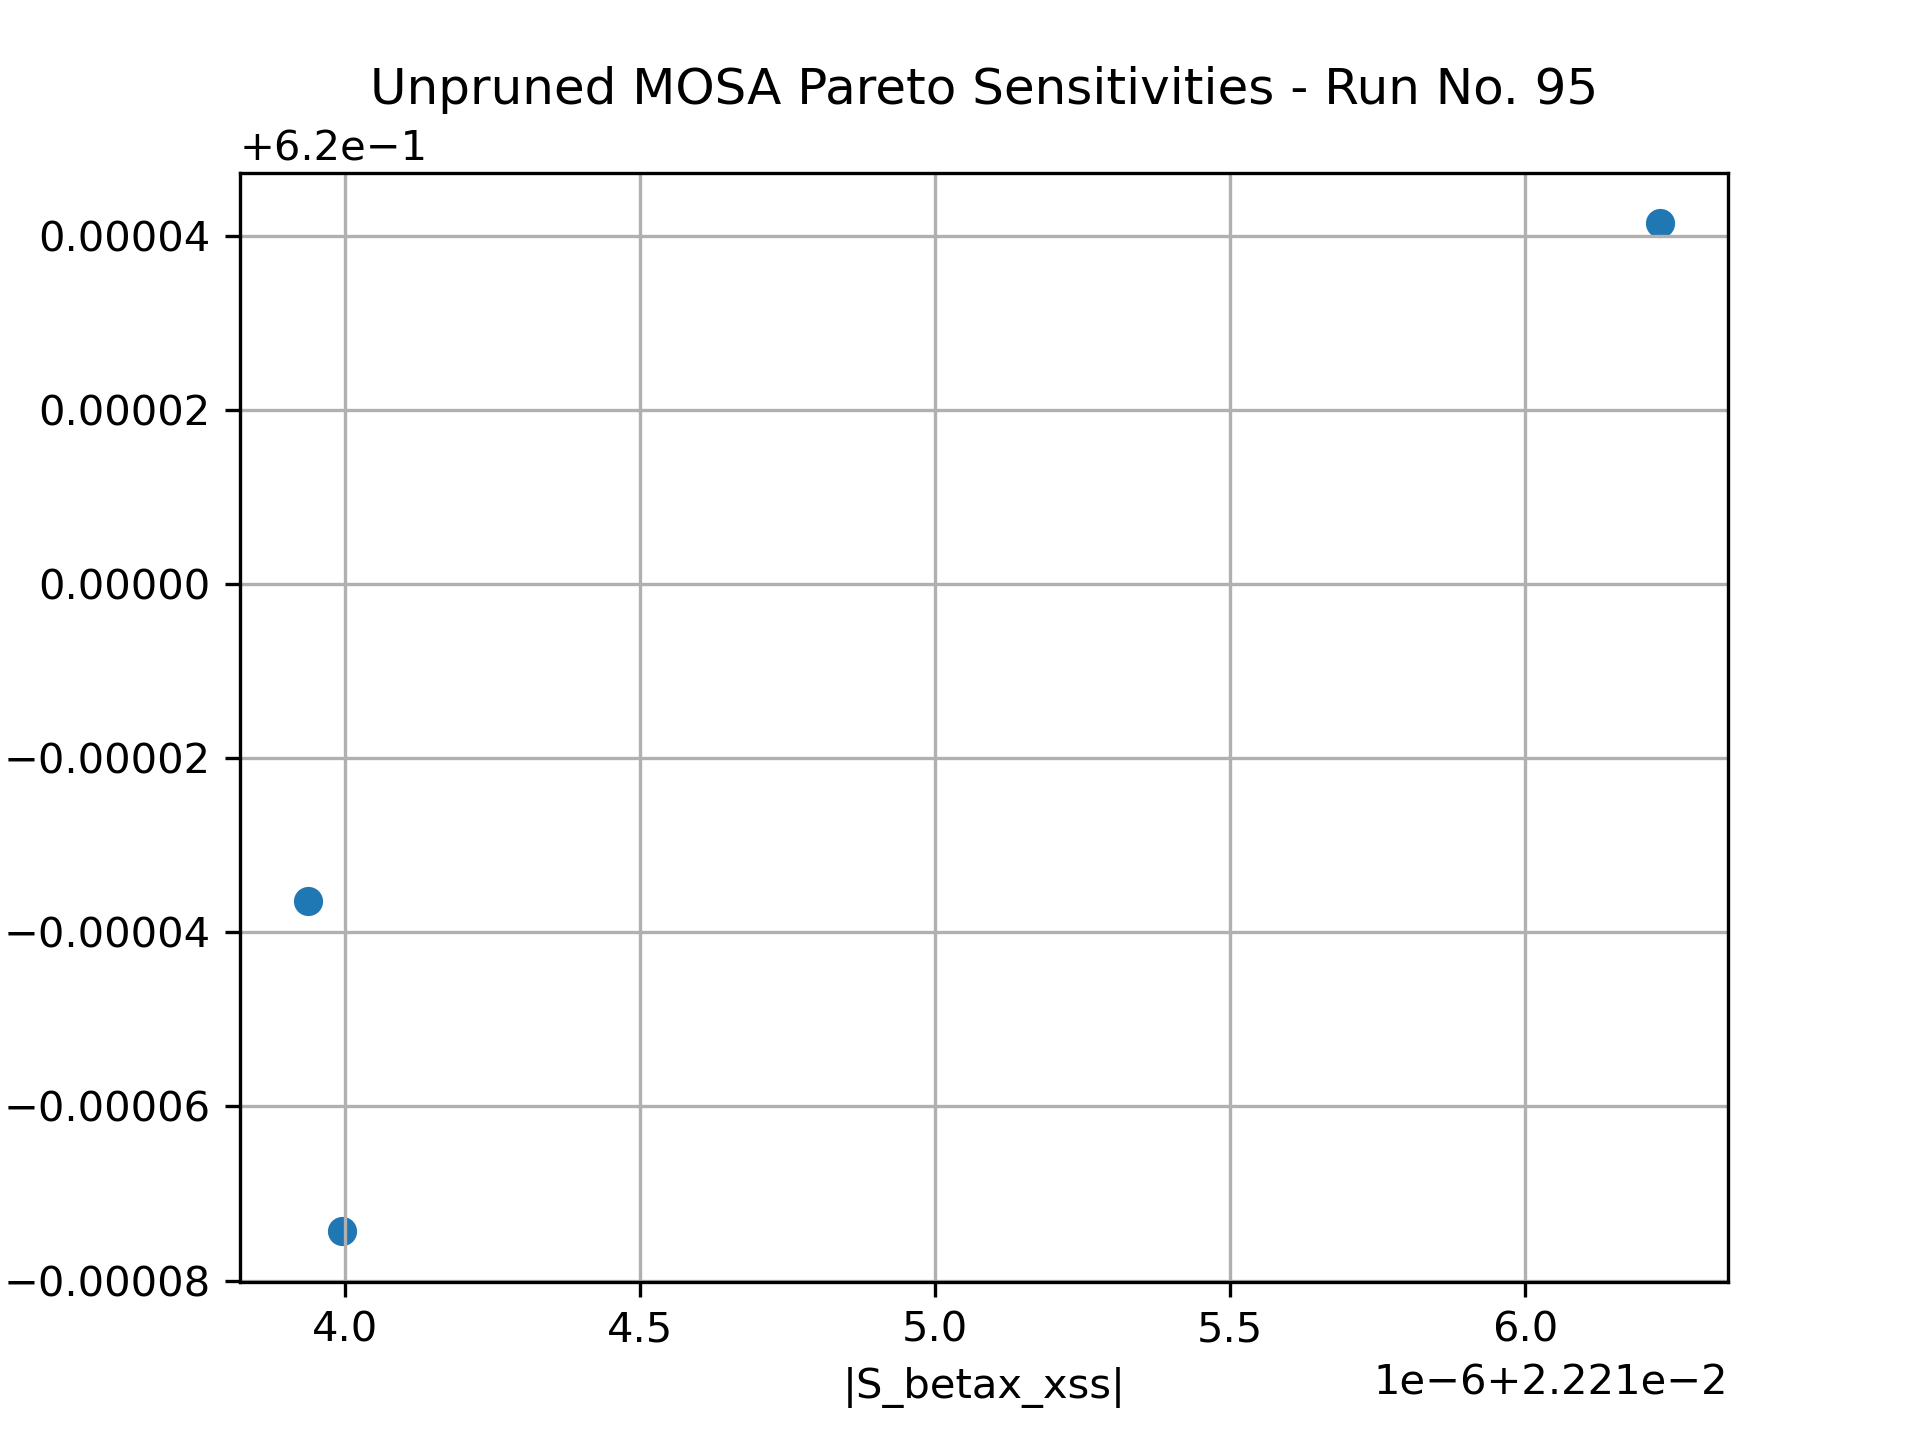 Unpruned MOSA Pareto Sensitivities - Run No. 95
+6.2e−1
0.00004
0.00002
0.00000
−0.00002
−0.00004
−0.00006
−0.00008
4.0 4.5 5.0 5.5 6.0
|S_betax_xss| 1e−6+2.221e−2